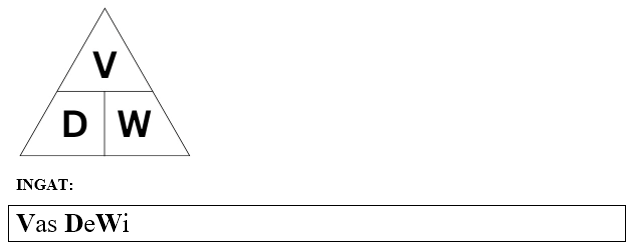 V
D W
INGAT:
Vas DeWi